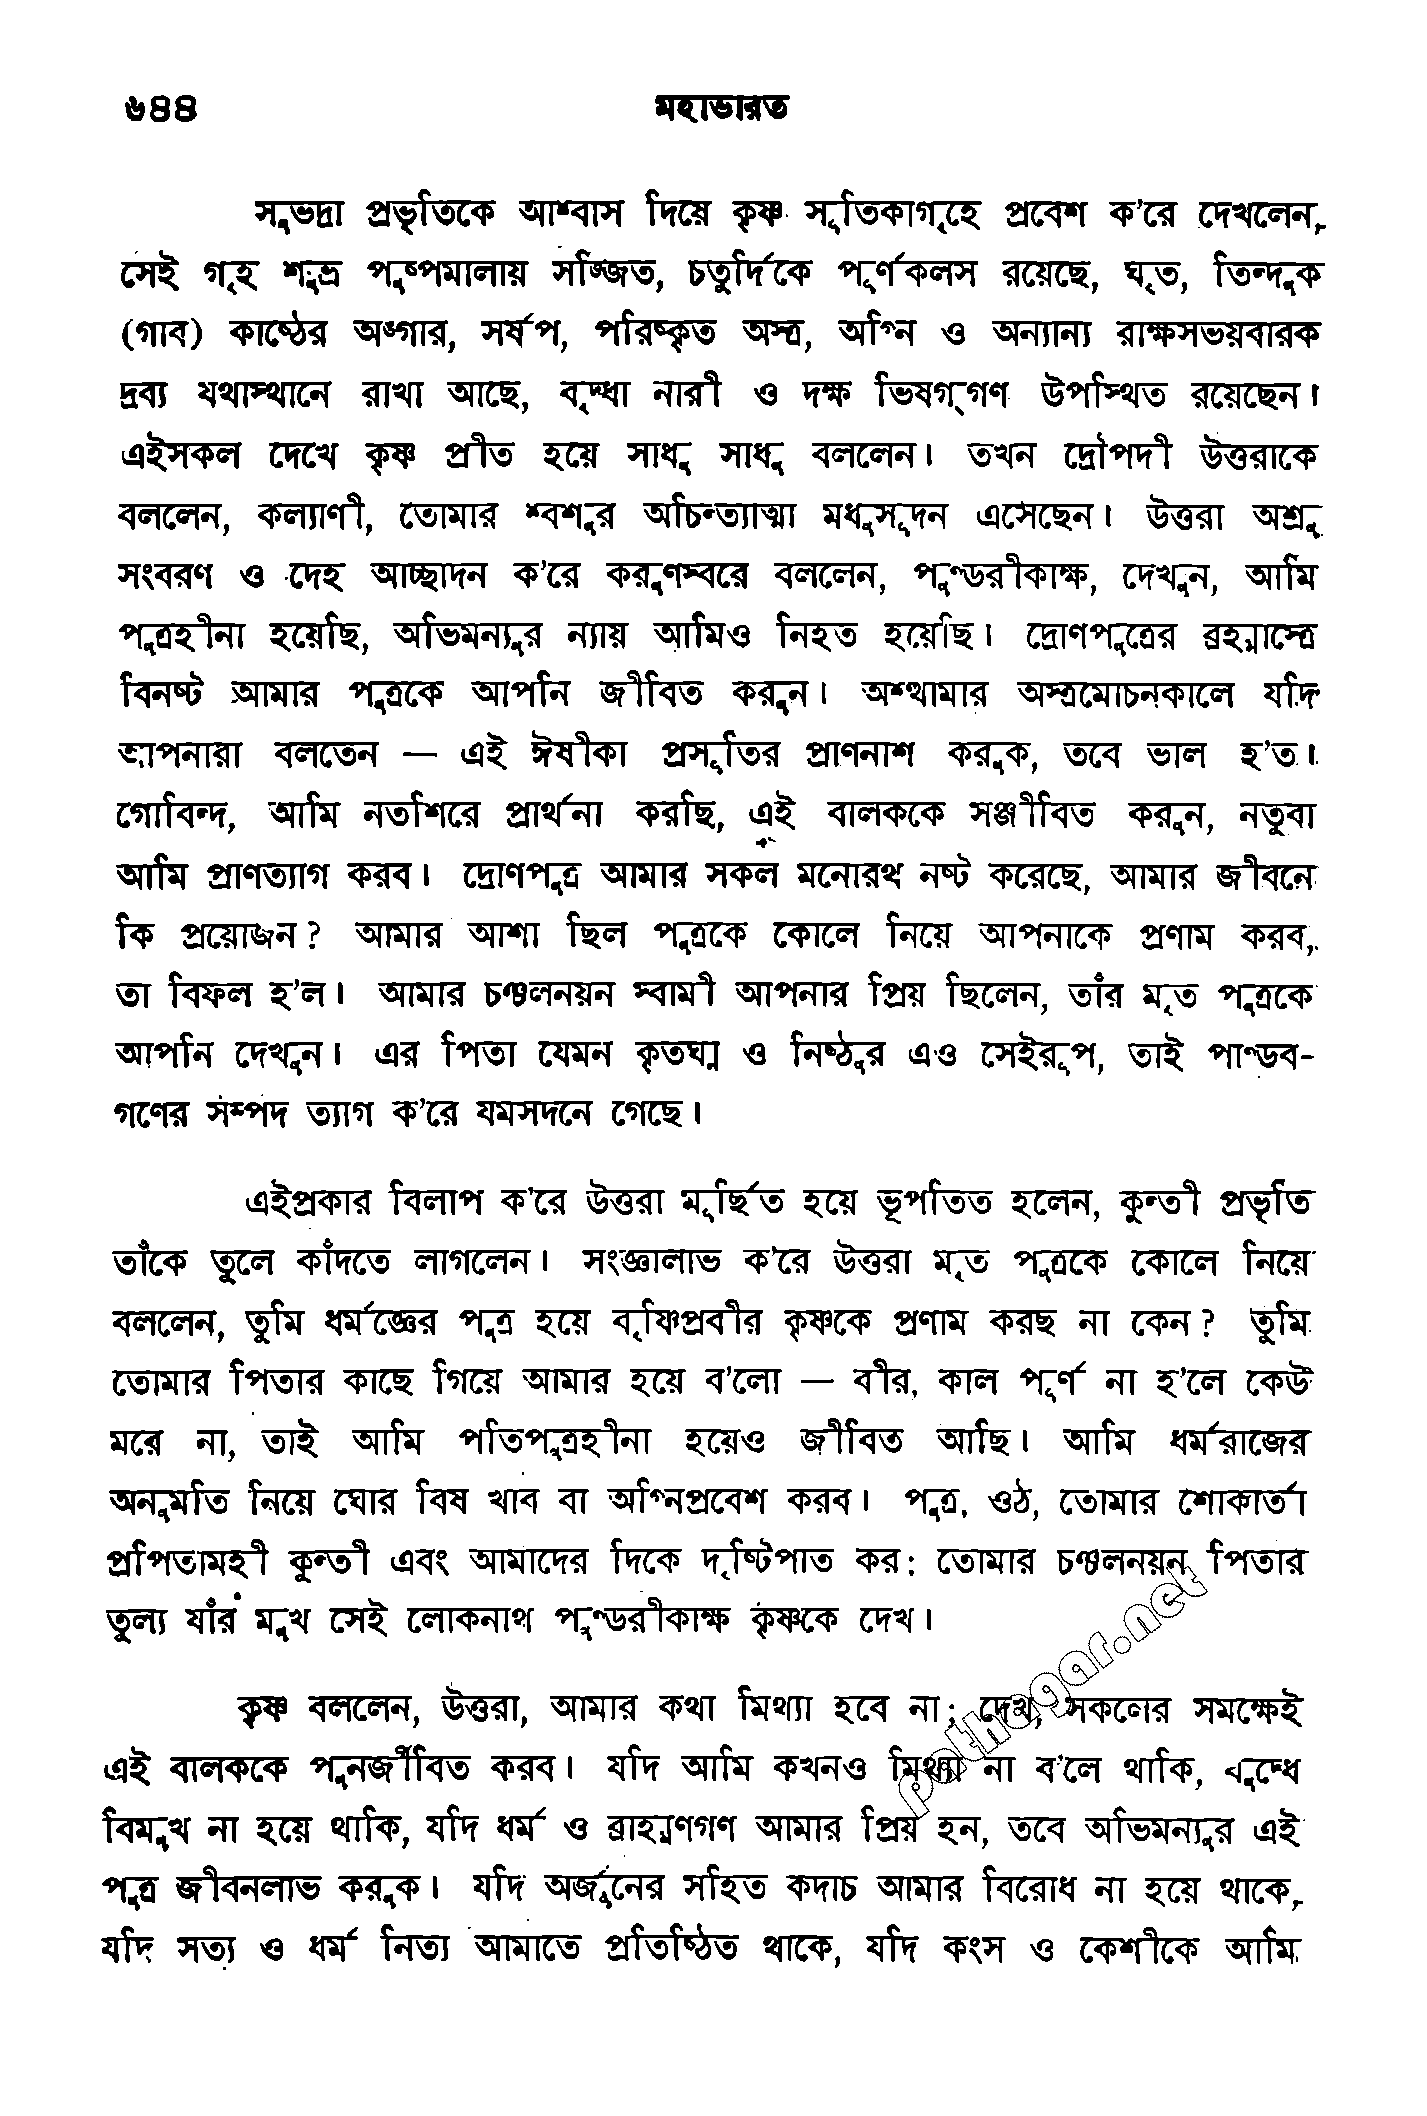 ৬৪৪
মহাভারত
সুভদ্রা প্রভৃতিকে আশ্বাস দিয়ে কৃষ্ণ সূতিকাগৃহে প্রবেশ ক’রে দেখলেন,
সেই গৃহ শুভ্র পুষ্পমালায় সজ্জিত, চতুর্দিকে পূর্ণকলস রয়েছে, ঘৃত, তিন্দুক
(গাব) কাষ্ঠের অঙ্গার, সর্ষপ, পরিষ্কৃত অস্ত্র, অগ্নি ও অন্যান্য রাক্ষসভয়বারক
দ্রব্য যথাস্থানে রাখা আছে, বৃদ্ধা নারী ও দক্ষ ভিষগ্‌গণ উপস্থিত রয়েছেন।
এইসকল দেখে কৃষ্ণ প্রীত হয়ে সাধু সাধু বললেন। তখন দ্রৌপদী উত্তরাকে
বললেন, কল্যাণী, তোমার শ্বশুর অচিন্ত্যাত্মা মধুসূদন এসেছেন। উত্তরা অশ্রু
সংবরণ ও দেহ আচ্ছাদন ক’রে করুণস্বরে বললেন, পুণ্ডরীকাক্ষ, দেখুন, আমি
পুত্রহীনা হয়েছি, অভিমন্যুর ন্যায় আমিও নিহত হয়েছি। দ্রোণপুত্রের ব্রহ্মাস্ত্রে
বিনষ্ট আমার পুত্রকে আপনি জীবিত করুন। অশ্বত্থামার অস্ত্রমোচনকালে যদি
আপনারা বলতেন — এই ঈষীকা প্রসূতির প্রাণনাশ করুক, তবে ভাল হ’ত।
গোবিন্দ, আমি নতশিরে প্রার্থনা করছি, এই বালককে সঞ্জীবিত করুন, নতুবা
আমি প্রাণত্যাগ করব। দ্রোণপুত্র আমার সকল মনোরথ নষ্ট করেছে, আমার জীবনে
কি প্রয়োজন? আমার আশা ছিল পুত্রকে কোলে নিয়ে আপনাকে প্রণাম করব,
তা বিফল হ’ল। আমার চঞ্চলনয়ন স্বামী আপনার প্রিয় ছিলেন, তাঁর মৃত পুত্রকে
আপনি দেখুন। এর পিতা যেমন কৃতঘ্ন ও নিষ্ঠুর এও সেইরূপ, তাই পাণ্ডব-
গণের সম্পদ ত্যাগ ক’রে যমসদনে গেছে।
এইপ্রকার বিলাপ ক’রে উত্তরা মূর্ছিত হয়ে ভূপতিত হলেন, কুন্তী প্রভৃতি
তাঁকে তুলে কাঁদতে লাগলেন। সংজ্ঞালাভ ক’রে উত্তরা মৃত পুত্রকে কোলে নিয়ে
বললেন, তুমি ধর্মজ্ঞের পুত্র হয়ে বৃষ্ণিপ্রবীর কৃষ্ণকে প্রণাম করছ না কেন? তুমি
তোমার পিতার কাছে গিয়ে আমার হয়ে ব’লো — বীর, কাল পূর্ণ না হ’লে কেউ
মরে না, তাই আমি পতিপুত্রহীনা হয়েও জীবিত আছি। আমি ধর্মরাজের
অনুমতি নিয়ে ঘোর বিষ খাব বা অগ্নিপ্রবেশ করব। পুত্র, ওঠ, তোমার শোকার্তা
প্রপিতামহী কুন্তী এবং আমাদের দিকে দৃষ্টিপাত কর; তোমার চঞ্চলনয়ন পিতার
তুল্য যাঁর মুখ সেই লোকনাথ পুণ্ডরীকাক্ষ কৃষ্ণকে দেখ।
কৃষ্ণ বললেন, উত্তরা, আমার কথা মিথ্যা হবে না; দেখ, সকলের সমক্ষেই
এই বালককে পুনর্জীবিত করব। যদি আমি কখনও মিথ্যা না ব’লে থাকি, যুদ্ধে
বিমুখ না হয়ে থাকি, যদি ধর্ম ও ব্রাহ্মণগণ আমার প্রিয় হন, তবে অভিমন্যুর এই
পুত্র জীবনলাভ করুক। যদি অর্জুনের সহিত কদাচ আমার বিরোধ না হয়ে থাকে,
যদি সত্য ও ধর্ম নিত্য আমাতে প্রতিষ্ঠিত থাকে, যদি কংস ও কেশীকে আমি
pathagar.net